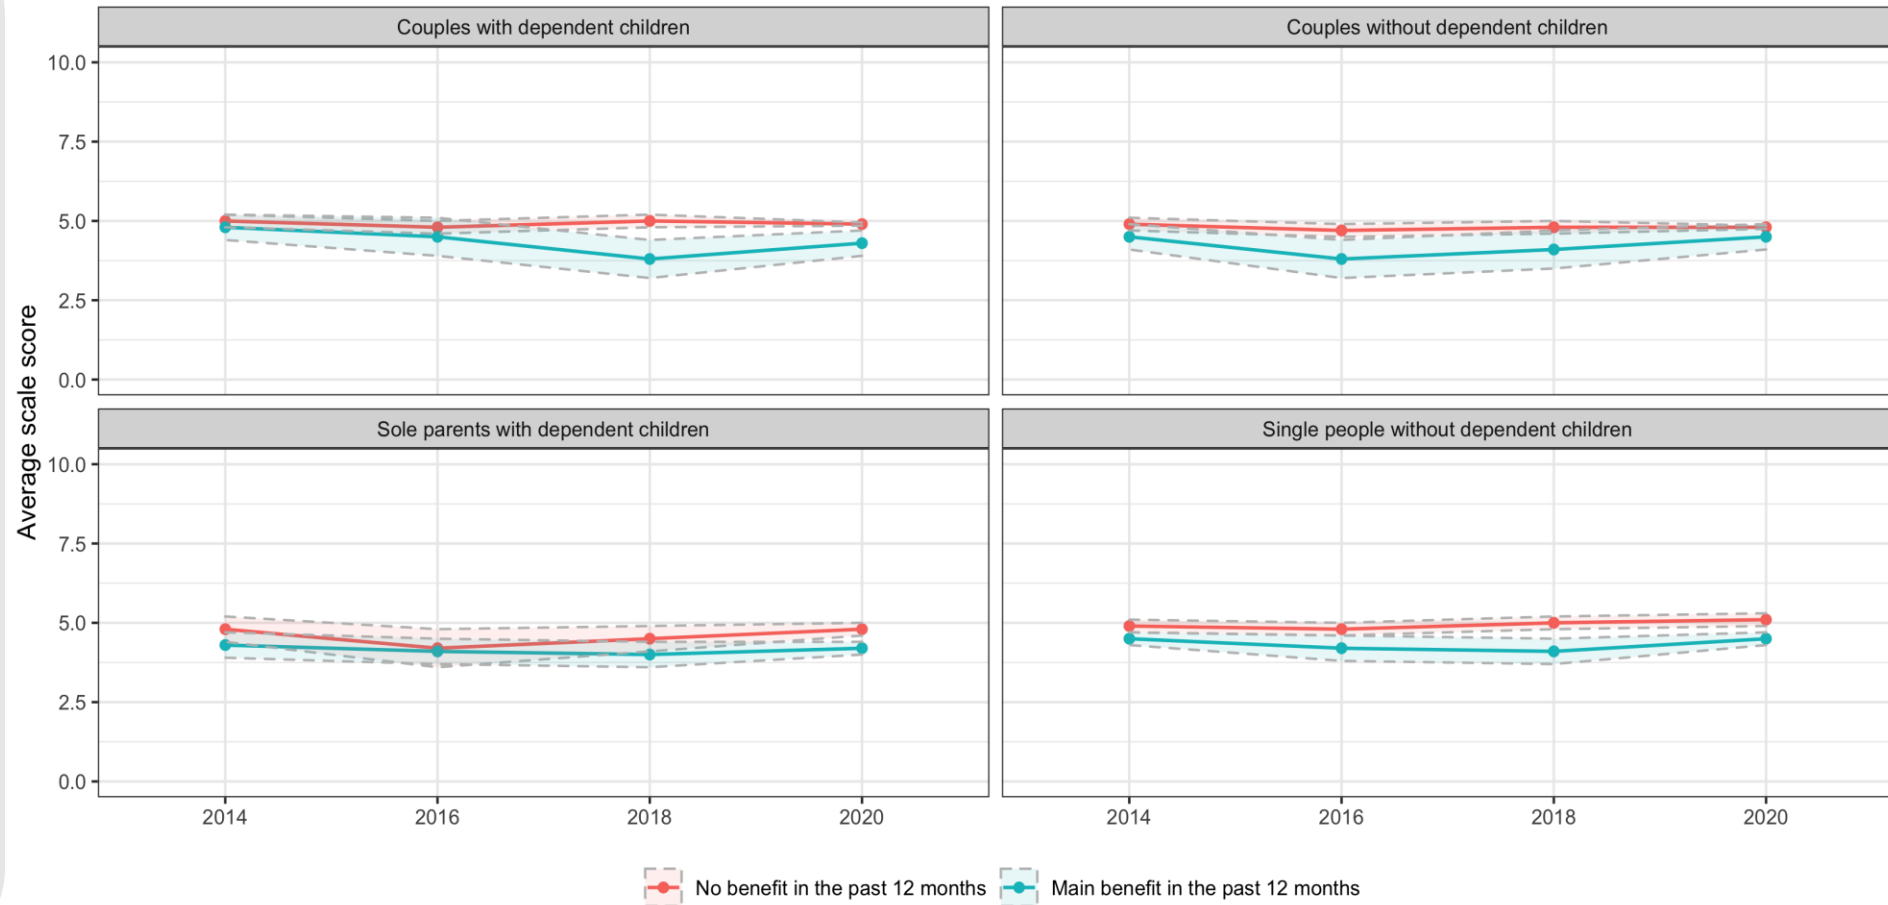 Couples with dependent children
Couples without dependent children
10.0
7.5
5.0
2.5
0.0
Sole parents with dependent children
Single people without dependent children
10.0
7.5
5.0
2.5
0.0
Average scale score
2014 2016 2018 2020
2014 2016 2018 2020
No benefit in the past 12 months
Main benefit in the past 12 months